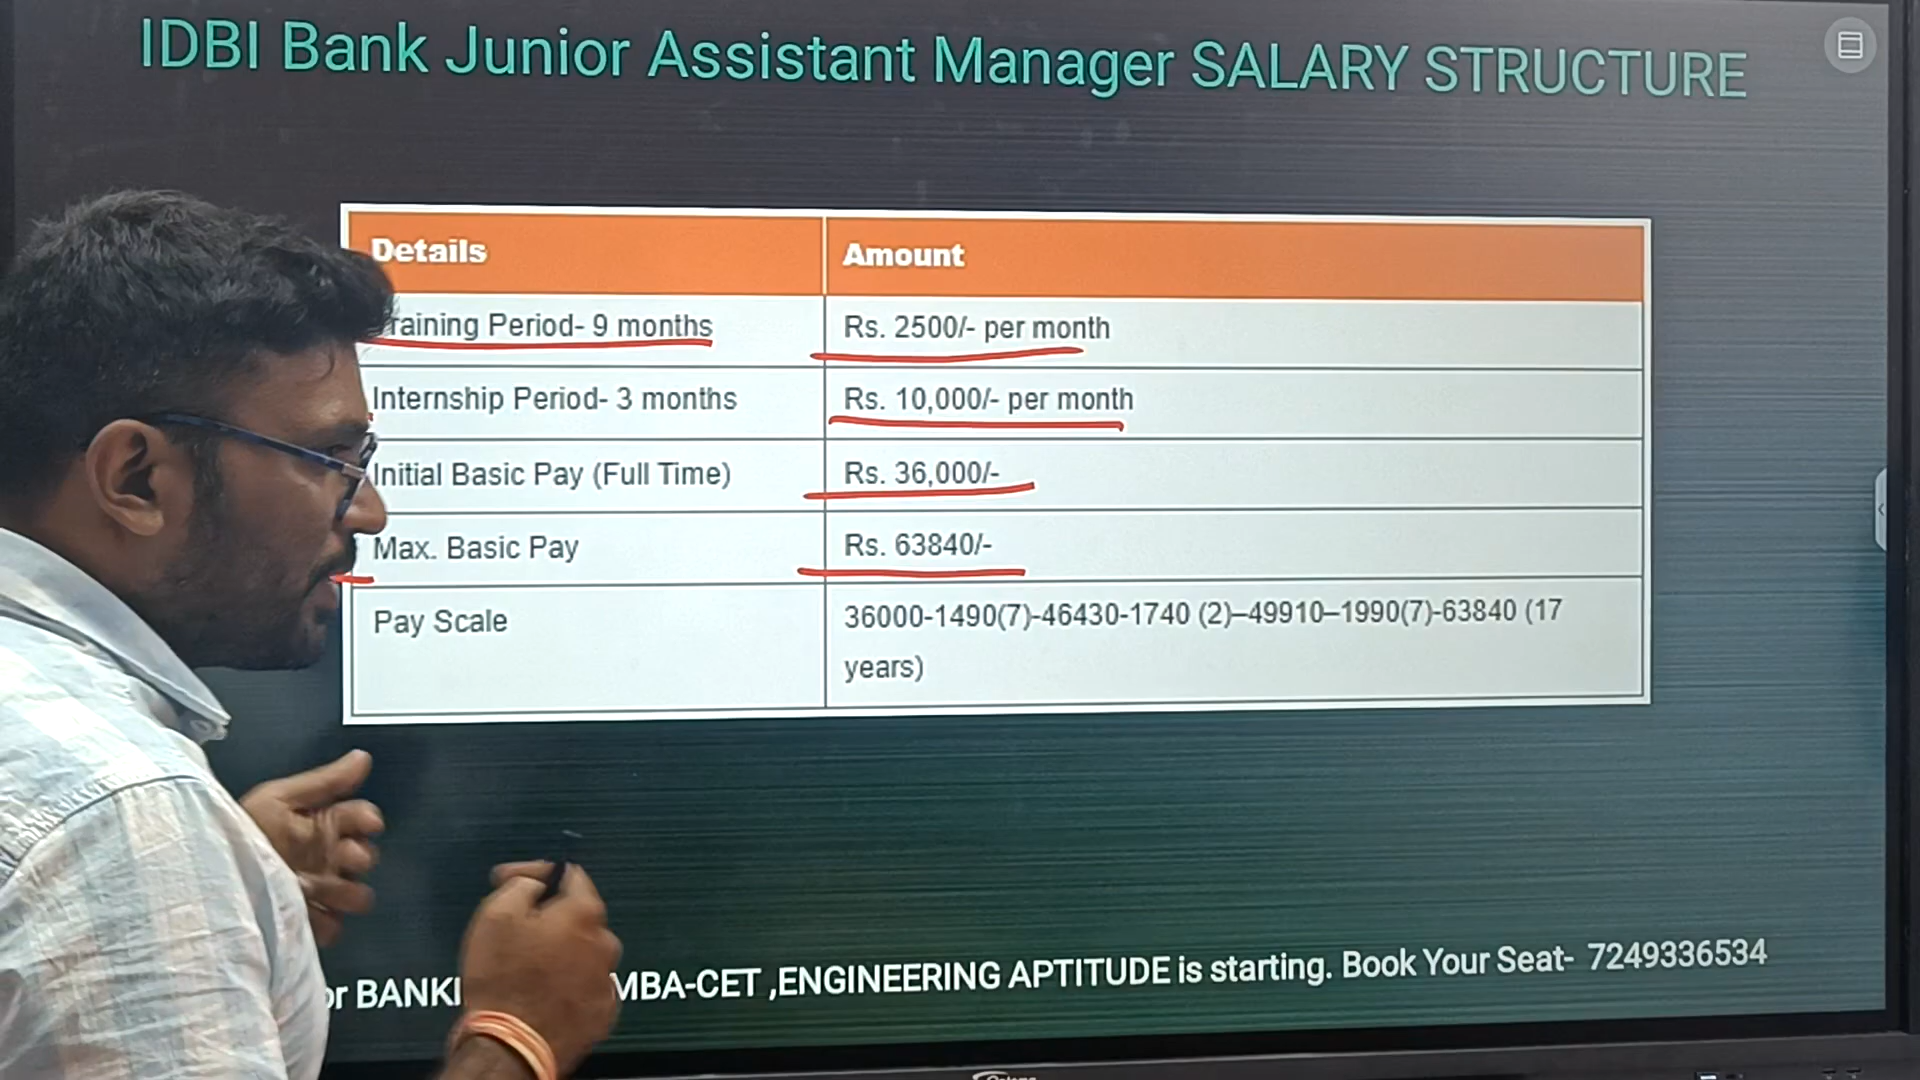 IDBI Bank Junior Assistant Manager SALARY STRUCTURE
Details Amount
raining Period- 9 months Rs. 2500/- per month
Internship Period- 3 months Rs. 10,000/- per month
Initial Basic Pay (Full Time) Rs. 36,000/-
Max. Basic Pay Rs. 63840/-
Pay Scale 36000-1490(7)-46430-1740 (2)–49910–1990(7)-63840 (17
years)
or BANKI MBA-CET ,ENGINEERING APTITUDE is starting. Book Your Seat- 7249336534